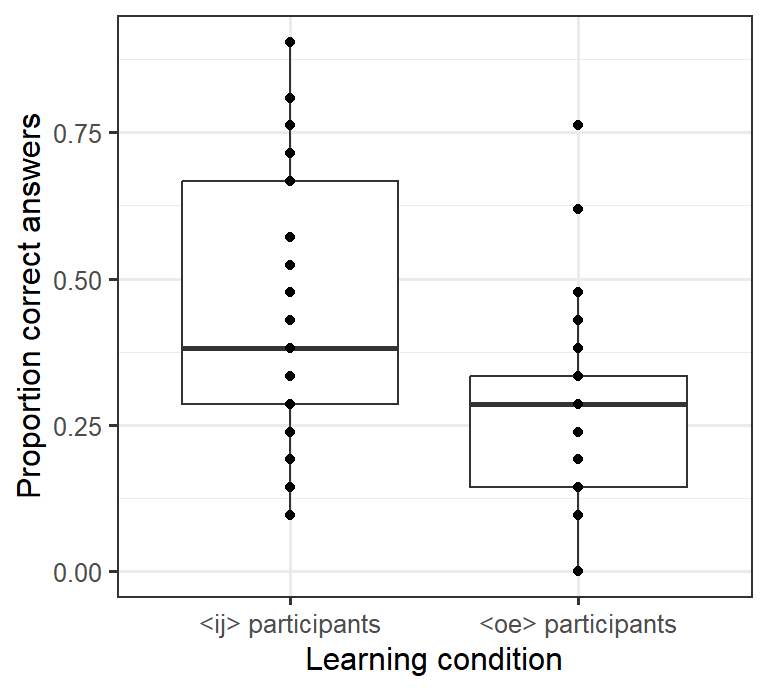 Proportion correct answers
0.75
0.50
0.25
0.00
<ij> participants
<oe> participants
Learning condition